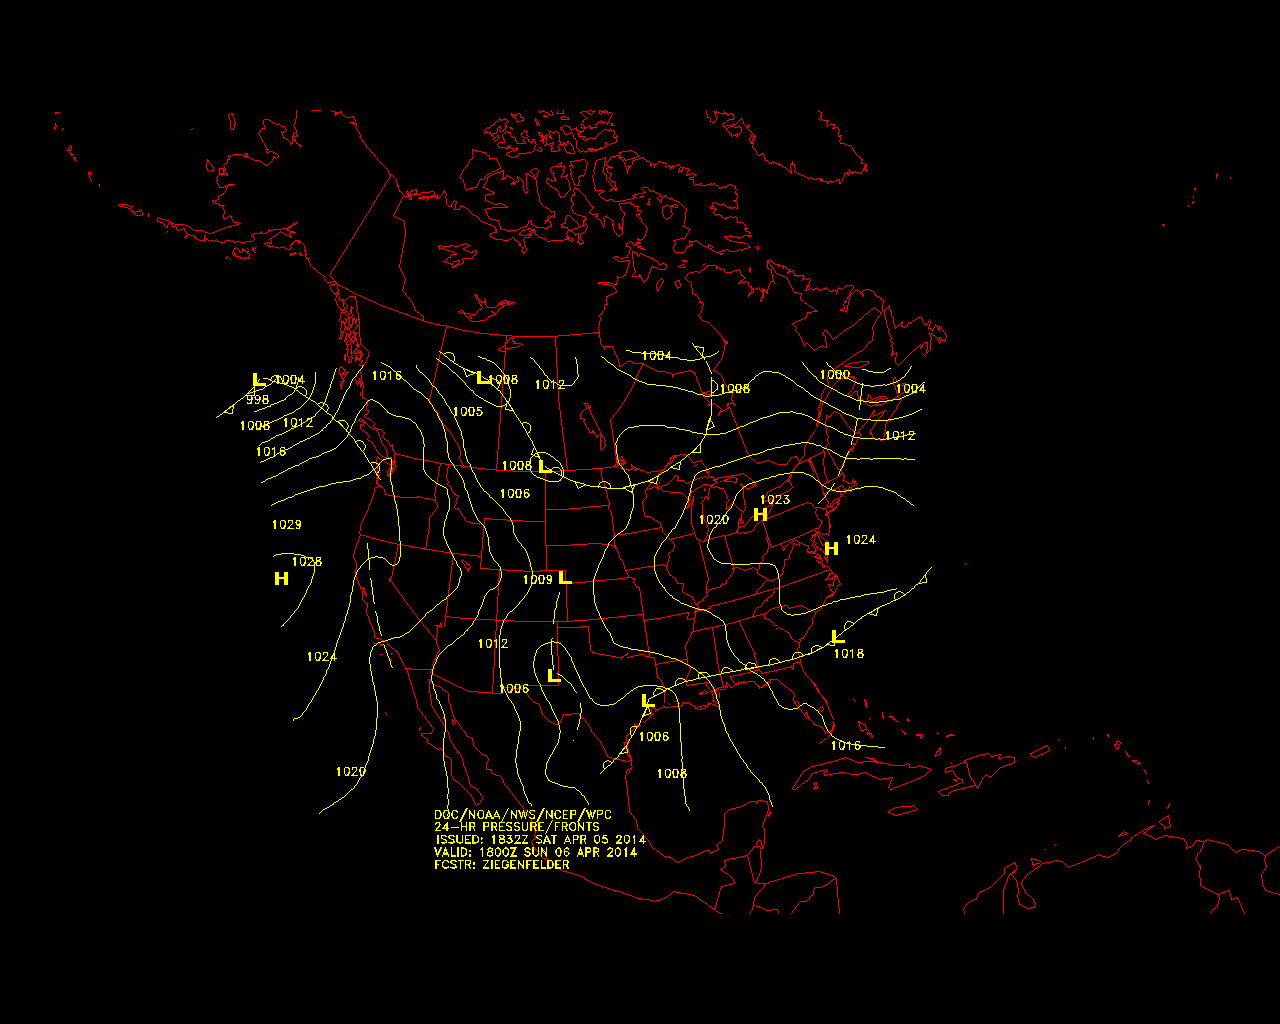 1004
1004
1000
L
998
1016
L 1008
1012
1008
1004
1005
1008
1012
1012
1016
1008 L
1006
1023
H
1020
1029
H 1024
1028
H
1009 L
1012
1024
L
1018
L
1006
L
1006
1016
1020
1008
DOC/NOAA/NWS/NCEP/WPC
24-HR PRESSURE/FRONTS
ISSUED: 1832Z SAT APR 05 2014
VALID: 1800Z SUN 06 APR 2014
FCSTR: ZIEGENFELDER